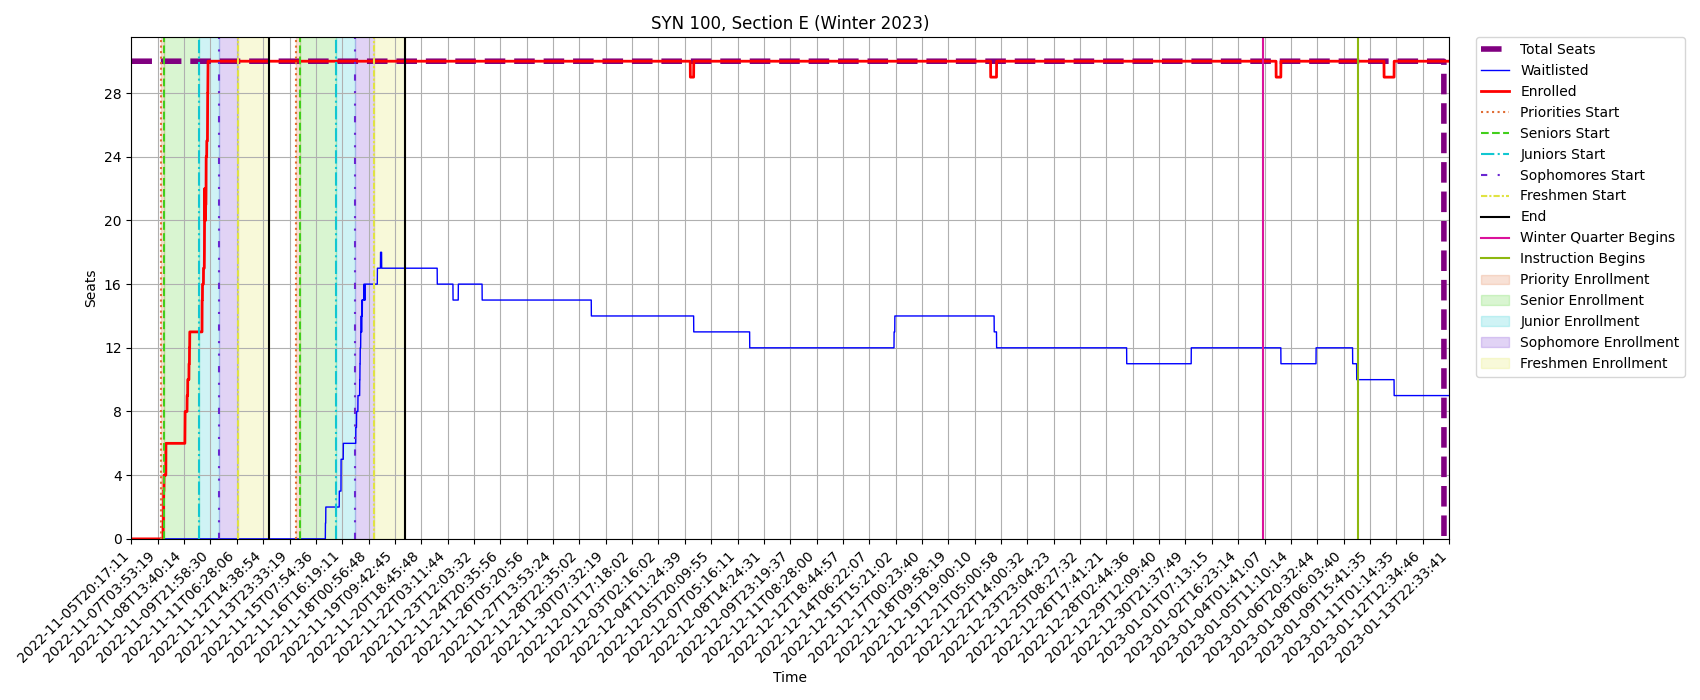 SYN 100, Section E (Winter 2023)
Seats
28
24
20
16
12
8
4
0
2022-11-05T20:17:11
2022-11-07T03:53:19
2022-11-08T13:40:14
2022-11-09T21:58:30
2022-11-11T06:28:06
2022-11-12T14:38:54
2022-11-13T23:33:19
2022-11-15T07:54:36
2022-11-16T16:19:11
2022-11-18T00:56:48
2022-11-19T09:42:45
2022-11-20T18:45:48
2022-11-22T03:11:44
2022-11-23T12:03:32
2022-11-24T20:35:56
2022-11-26T05:20:56
2022-11-27T13:53:24
2022-11-28T22:35:02
2022-11-30T07:32:19
2022-12-01T17:18:02
2022-12-03T02:16:02
2022-12-04T11:24:39
2022-12-05T20:09:55
2022-12-07T05:16:11
2022-12-08T14:24:31
2022-12-09T23:19:37
2022-12-11T08:28:00
2022-12-12T18:44:57
2022-12-14T06:22:07
2022-12-15T15:21:02
2022-12-17T00:23:40
2022-12-18T09:58:19
2022-12-19T19:00:10
2022-12-21T05:00:58
2022-12-22T14:00:32
2022-12-23T23:04:23
2022-12-25T08:27:32
2022-12-26T17:41:21
2022-12-28T02:44:36
2022-12-29T12:09:40
2022-12-30T21:37:49
2023-01-01T07:13:15
2023-01-02T16:23:14
2023-01-04T01:41:07
2023-01-05T11:10:14
2023-01-06T20:32:44
2023-01-08T06:03:40
2023-01-09T15:41:35
2023-01-11T01:14:35
2023-01-12T12:34:46
2023-01-13T22:33:41
Time
Total Seats
Waitlisted
Enrolled
Priorities Start
Seniors Start
Juniors Start
Sophomores Start
Freshmen Start
End
Winter Quarter Begins
Instruction Begins
Priority Enrollment
Senior Enrollment
Junior Enrollment
Sophomore Enrollment
Freshmen Enrollment